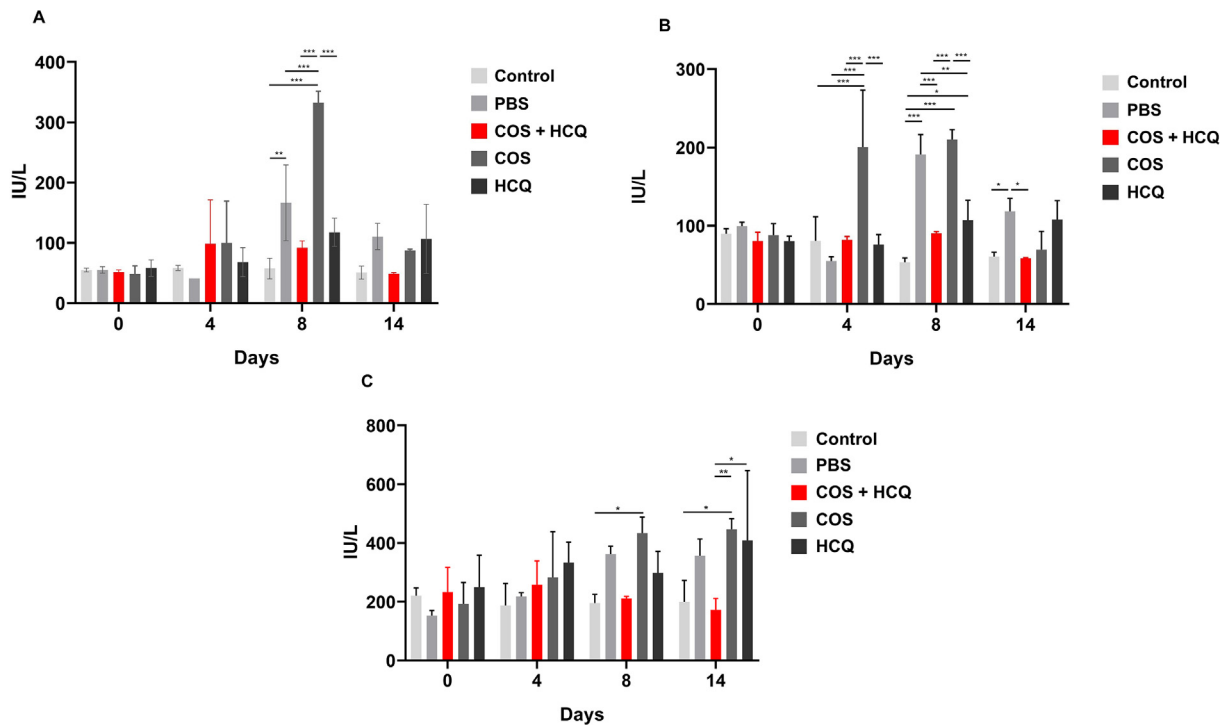 A
***
***
***
***
**
400
300
200
100
0
IU/L
0
4
8
14
Days
Control
PBS
COS + HCQ
COS
HCQ
B
***
***
***
***
***
***
**
***
*
***
***
*
*
300
200
100
0
IU/L
0
4
8
14
Days
Control
PBS
COS + HCQ
COS
HCQ
C
*
*
**
*
800
600
400
200
0
IU/L
0
4
8
14
Days
Control
PBS
COS + HCQ
COS
HCQ